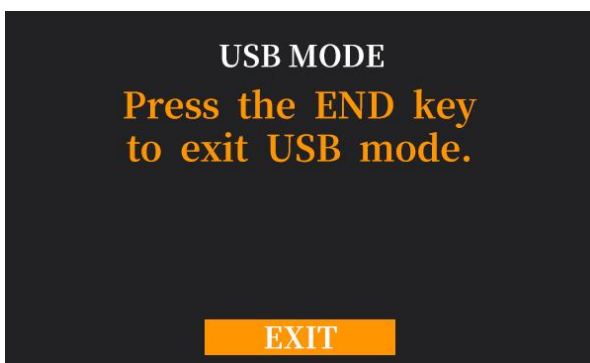 USB MODE
Press the END key
to exit USB mode.
EXIT